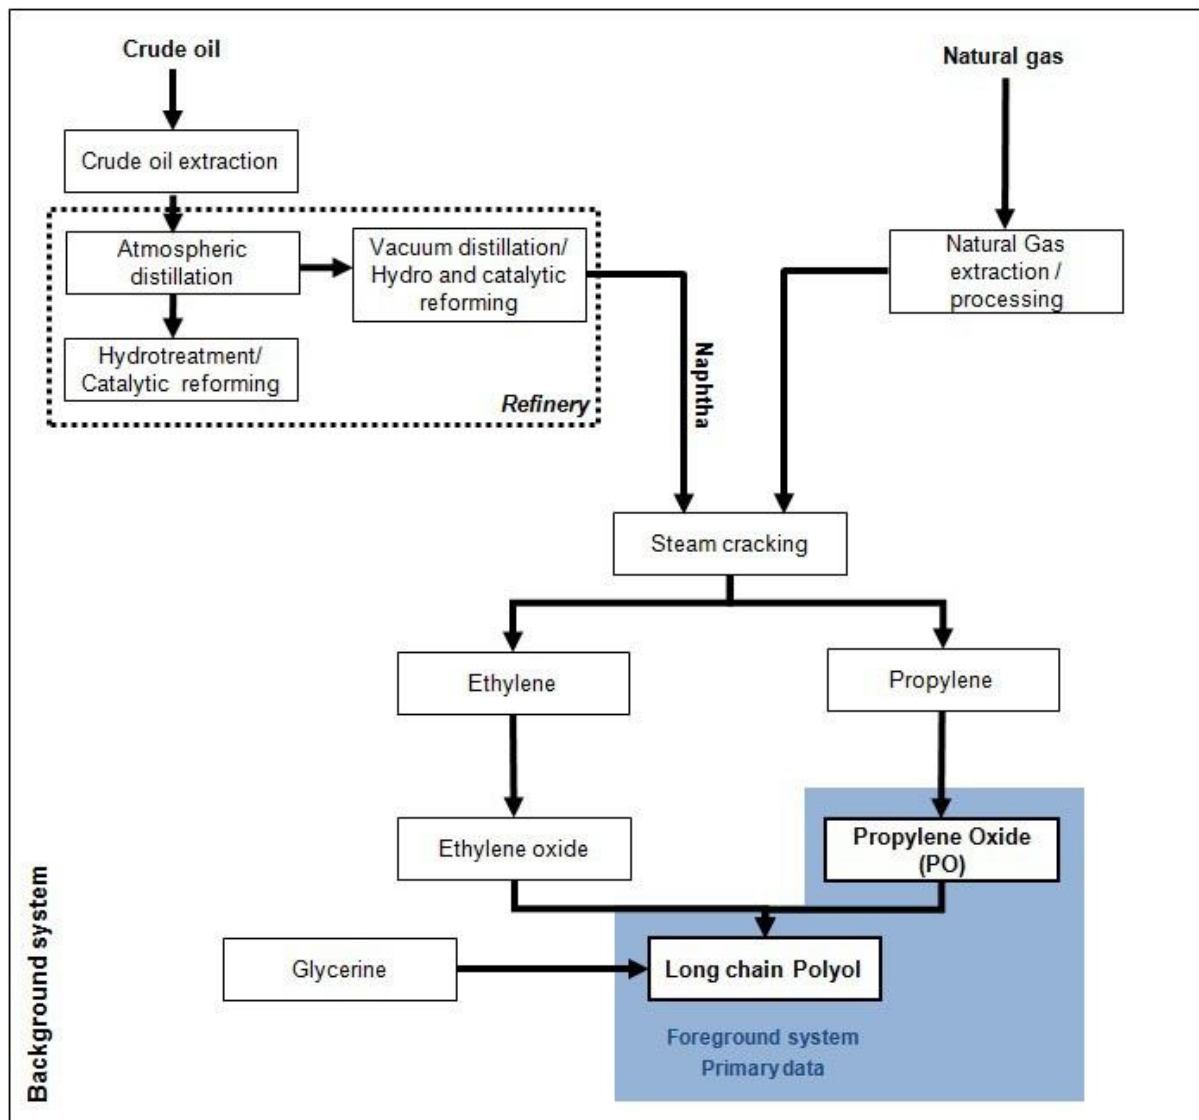 Crude oil
Natural gas
Crude oil extraction
Atmospheric
distillation
Vacuum distillation/
Hydro and catalytic
reforming
Natural Gas
extraction /
processing
Hydrotreatment/
Catalytic reforming
Refinery
Naphtha
Steam cracking
Ethylene
Propylene
Ethylene oxide
Propylene Oxide
(PO)
Glycerine
Long chain Polyol
Foreground system
Primary data
Background system